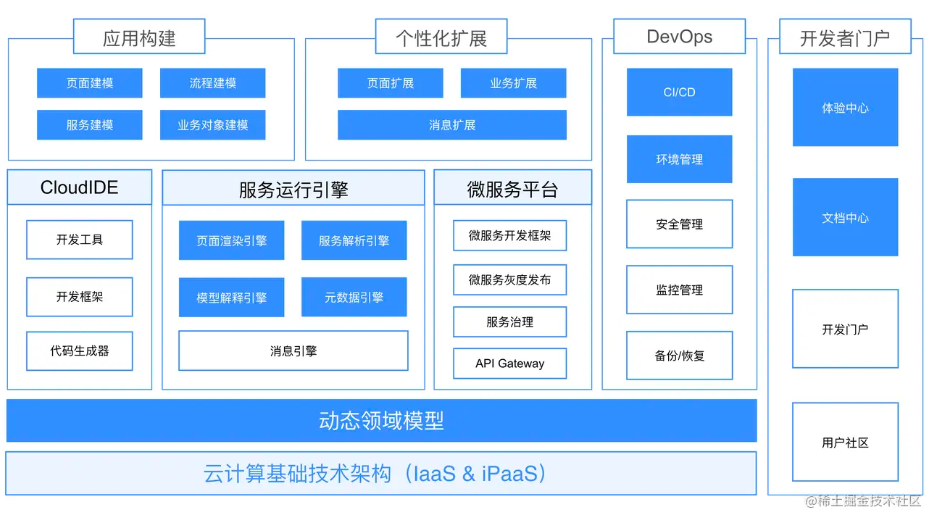 应用构建
页面建模
流程建模
服务建模
业务对象建模
个性化扩展
页面扩展
业务扩展
消息扩展
DevOps
CI/CD
环境管理
安全管理
监控管理
备份/恢复
开发者门户
体验中心
文档中心
开发门户
用户社区
CloudIDE
开发工具
开发框架
代码生成器
服务运行引擎
页面渲染引擎
服务解析引擎
模型解释引擎
元数据引擎
消息引擎
微服务平台
微服务开发框架
微服务灰度发布
服务治理
API Gateway
动态领域模型
云计算基础技术架构（IaaS & iPaaS）
@稀土掘金技术社区